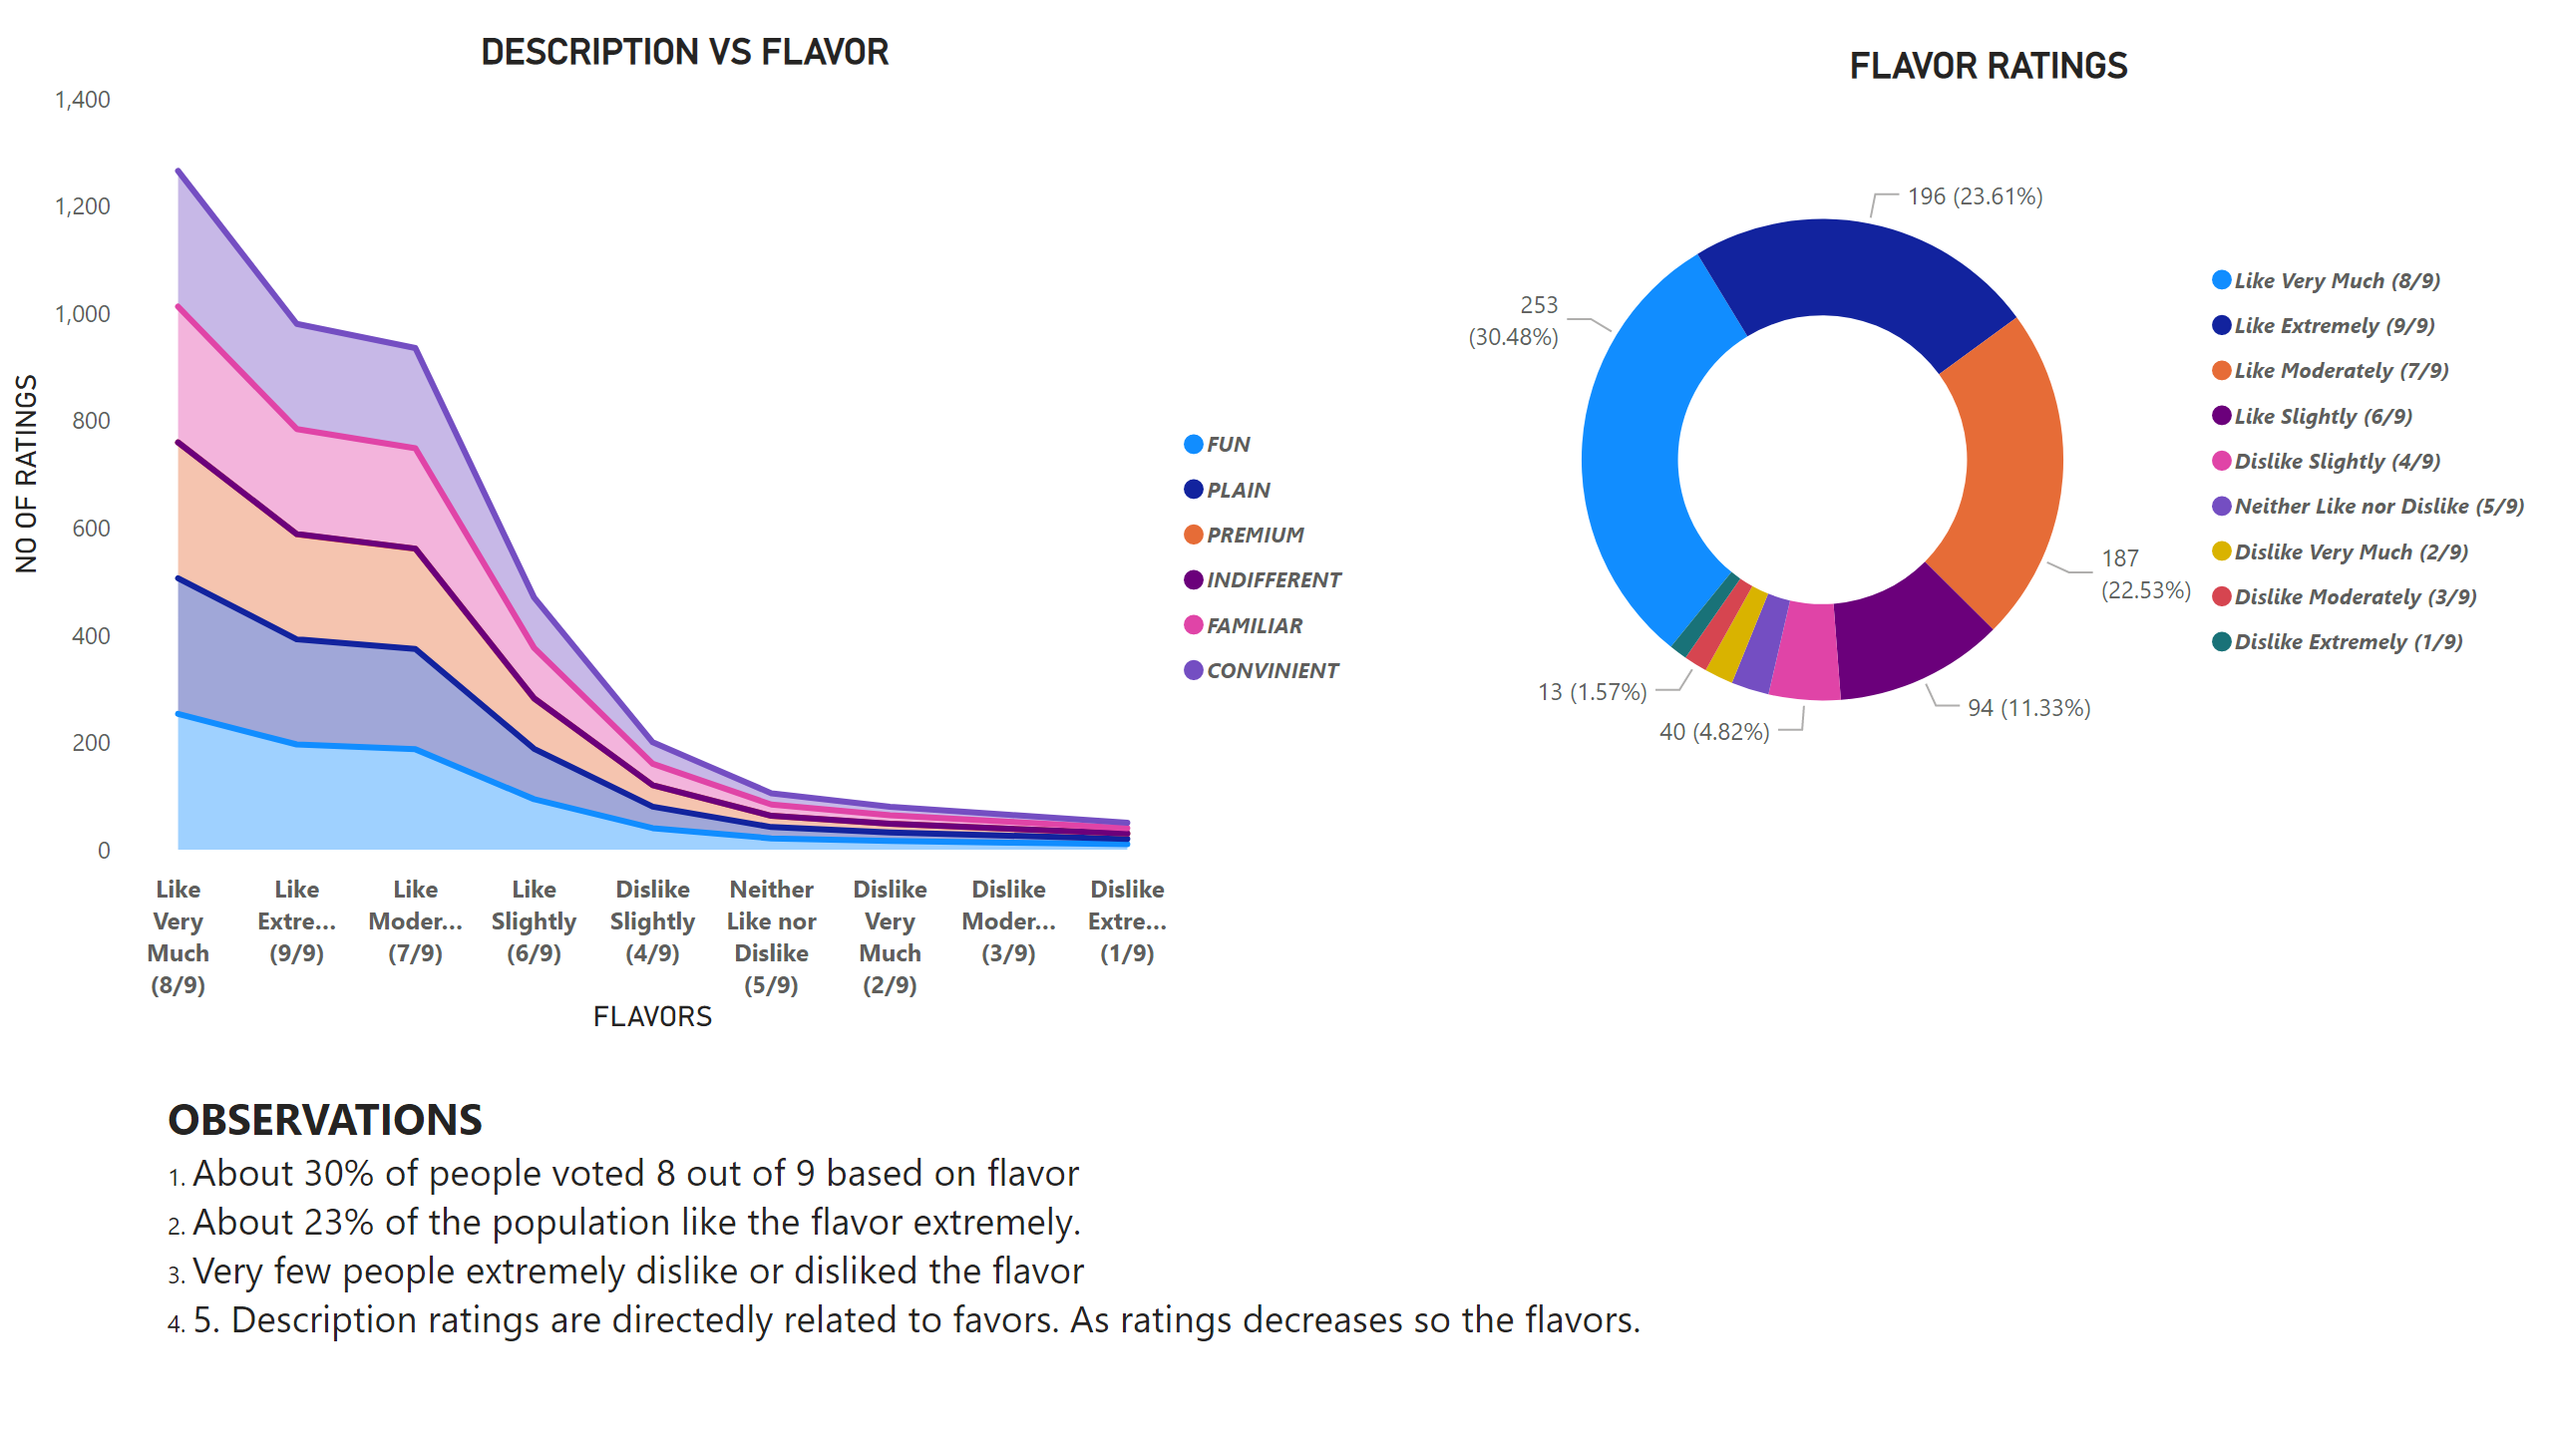 DESCRIPTION VS FLAVOR
1,400
1,200
1,000
800
600
400
200
0
NO OF RATINGS
Like Very Much (8/9)
Like Extre... (9/9)
Like Moder... (7/9)
Like Slightly (6/9)
Dislike Slightly (4/9)
Neither Like nor Dislike (5/9)
Dislike Very Much (2/9)
Dislike Moder... (3/9)
Dislike Extre... (1/9)
FLAVORS
FUN
PLAIN
PREMIUM
INDIFFERENT
FAMILIAR
CONVINIENT
FLAVOR RATINGS
196 (23.61%)
253
(30.48%)
187
(22.53%)
13 (1.57%)
40 (4.82%)
94 (11.33%)
Like Very Much (8/9)
Like Extremely (9/9)
Like Moderately (7/9)
Like Slightly (6/9)
Dislike Slightly (4/9)
Neither Like nor Dislike (5/9)
Dislike Very Much (2/9)
Dislike Moderately (3/9)
Dislike Extremely (1/9)
OBSERVATIONS
1. About 30% of people voted 8 out of 9 based on flavor
2. About 23% of the population like the flavor extremely.
3. Very few people extremely dislike or disliked the flavor
4. 5. Description ratings are directedly related to favors. As ratings decreases so the flavors.